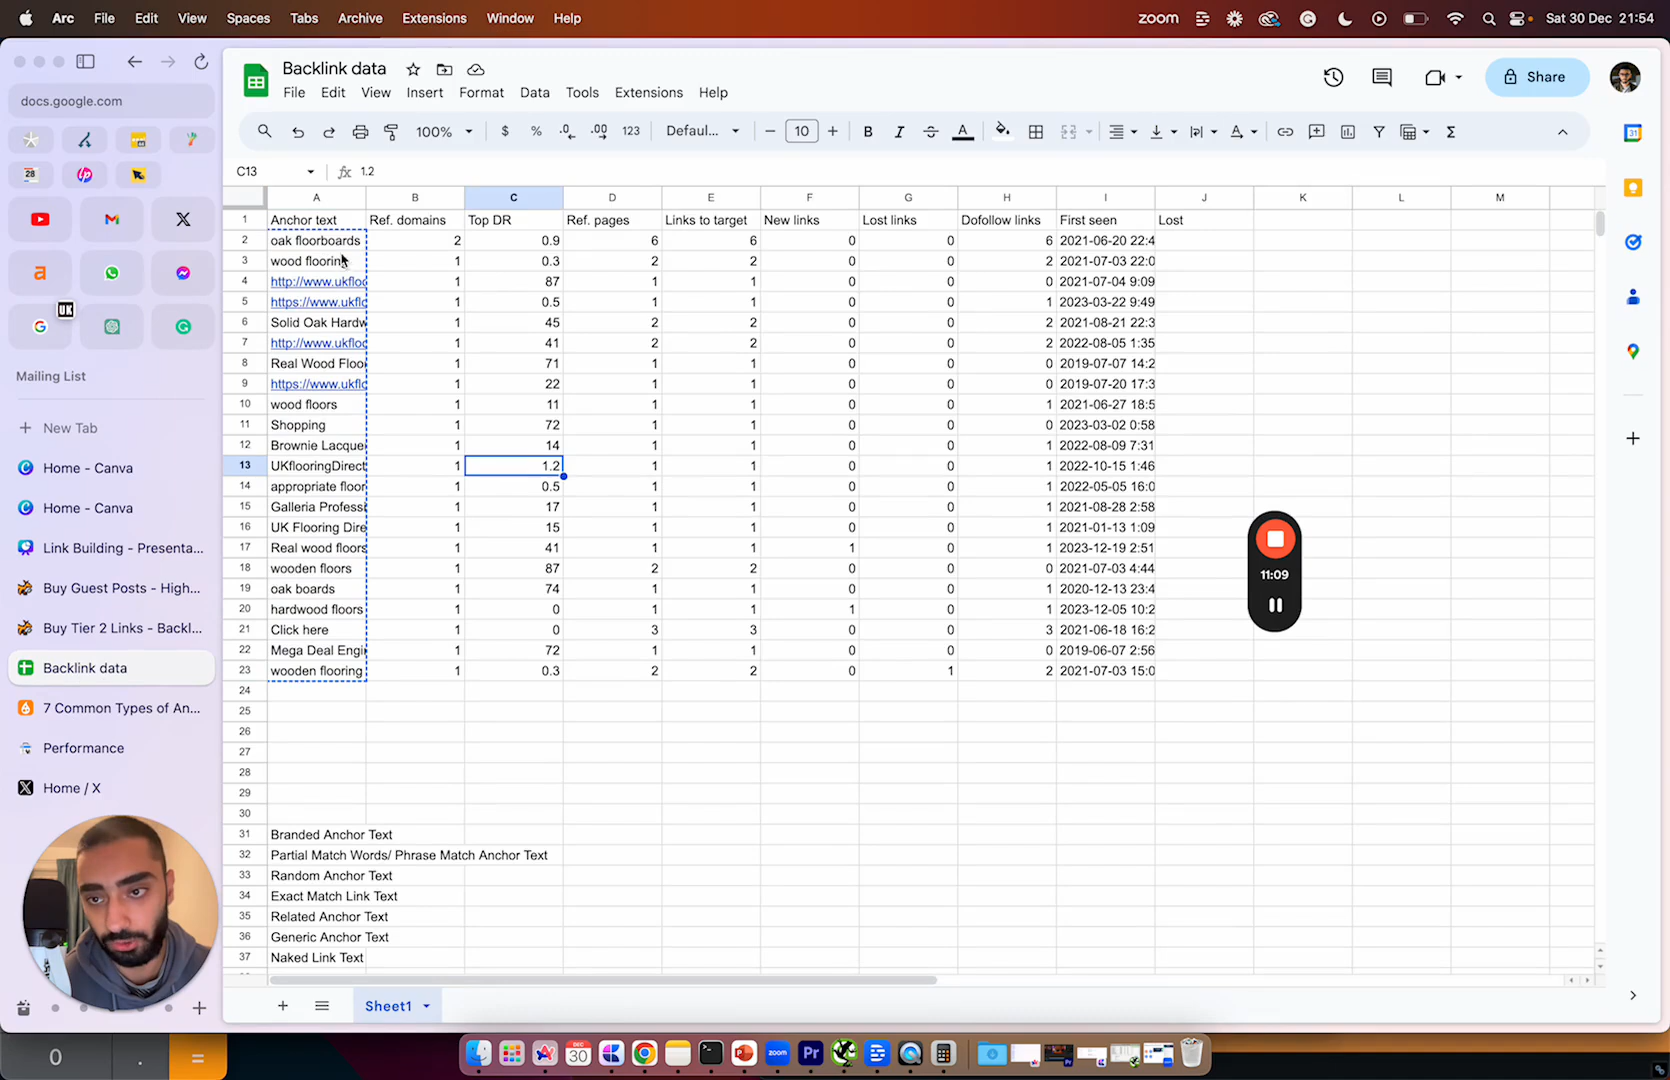 Arc File Edit View Spaces Tabs Archive Extensions Window Help zoom Sat 30 Dec 21:54
docs.google.com
28
UK
Mailing List
New Tab
Home - Canva
Home - Canva
Link Building - Presenta...
Buy Guest Posts - High...
Buy Tier 2 Links - Backl...
Backlink data
7 Common Types of An...
Performance
Home / X
Backlink data
File Edit View Insert Format Data Tools Extensions Help
Share
100% $ % .0 .00 123 Defaul... 10 B I A
C13 fx 1.2
A B C D E F G H I J K L M
1 Anchor text Ref. domains Top DR Ref. pages Links to target New links Lost links Dofollow links First seen Lost
2 oak floorboards 2 0.9 6 6 0 0 6 2021-06-20 22:4
3 wood flooring 1 0.3 2 2 0 0 2 2021-07-03 22:0
4 http://www.ukfloo 1 87 1 1 0 0 0 2021-07-04 9:09
5 https://www.ukflo 1 0.5 1 1 0 0 1 2023-03-22 9:49
6 Solid Oak Hardw 1 45 2 2 0 0 2 2021-08-21 22:3
7 http://www.ukfloo 1 41 2 2 0 0 2 2022-08-05 1:35
8 Real Wood Floo 1 71 1 1 0 0 0 2019-07-07 14:2
9 https://www.ukflo 1 22 1 1 0 0 0 2019-07-20 17:3
10 wood floors 1 11 1 1 0 0 1 2021-06-27 18:5
11 Shopping 1 72 1 1 0 0 0 2023-03-02 0:58
12 Brownie Lacque 1 14 1 1 0 0 1 2022-08-09 7:31
13 UKflooringDirect 1 1.2 1 1 0 0 1 2022-10-15 1:46
14 appropriate floor 1 0.5 1 1 0 0 1 2022-05-05 16:0
15 Galleria Profess 1 17 1 1 0 0 1 2021-08-28 2:58
16 UK Flooring Dire 1 15 1 1 0 0 1 2021-01-13 1:09
17 Real wood floors 1 41 1 1 1 0 1 2023-12-19 2:51
18 wooden floors 1 87 2 2 0 0 0 2021-07-03 4:44
19 oak boards 1 74 1 1 0 0 1 2020-12-13 23:4
20 hardwood floors 1 0 1 1 1 0 1 2023-12-05 10:2
21 Click here 1 0 3 3 0 0 3 2021-06-18 16:2
22 Mega Deal Engi 1 72 1 1 0 0 0 2019-06-07 2:56
23 wooden flooring 1 0.3 2 2 0 1 2 2021-07-03 15:0
24
25
26
27
28
29
30
31 Branded Anchor Text
32 Partial Match Words/ Phrase Match Anchor Text
33 Random Anchor Text
34 Exact Match Link Text
35 Related Anchor Text
36 Generic Anchor Text
37 Naked Link Text
11:09
Sheet1
0 . =
DEC 30 zoom Pr